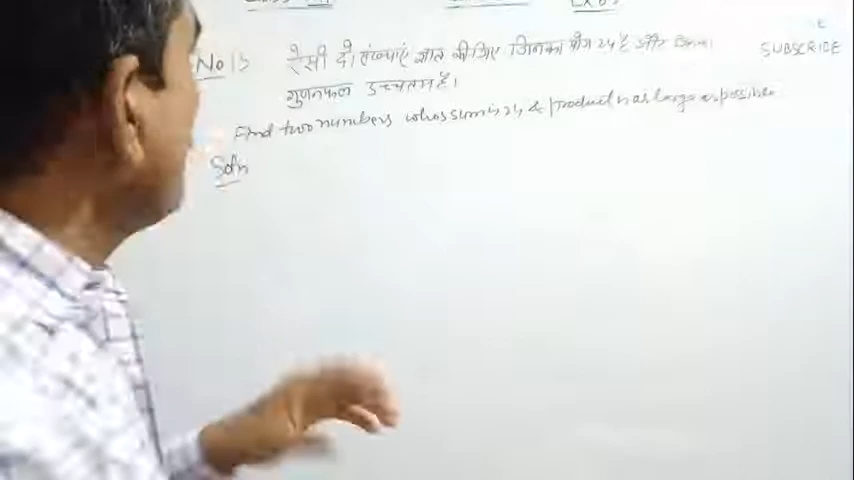 No 13 ऐसी दो संख्याएं ज्ञात कीजिए जिनका योग 24 है और जिनका
SUBSCRIBE
गुणनफल उच्चतम है।
Find two numbers whos sum is 24 & product is as large as possible
Soln